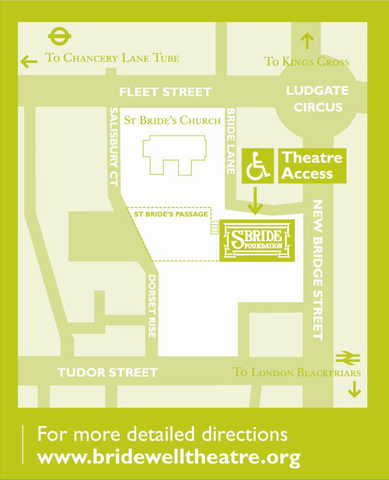 TO CHANCERY LANE TUBE
TO KINGS CROSS
FLEET STREET
LUDGATE
CIRCUS
SALISBURY CT
ST BRIDE'S CHURCH
BRIDE LANE
Theatre
Access
ST BRIDE'S PASSAGE
ST BRIDE
FOUNDATION
NEW BRIDGE STREET
DORSET RISE
TUDOR STREET
TO LONDON BLACKFRIARS
For more detailed directions
www.bridewelltheatre.org